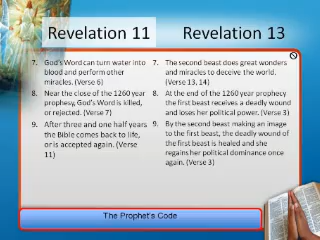 Revelation 11
Revelation 13
7. God's Word can turn water into
blood and perform other
miracles. (Verse 6)
8. Near the close of the 1260 year
prophesy, God's Word is killed,
or rejected. (Verse 7)
9. After three and one half years
the Bible comes back to life,
or is accepted again. (Verse
11)
7. The second beast does great wonders
and miracles to deceive the world.
(Verse 13, 14)
8. At the end of the 1260 year prophecy
the first beast receives a deadly wound
and loses her political power. (Verse 3)
9. By the second beast making an image
to the first beast, the deadly wound of
the first beast is healed and she
regains her political dominance once
again. (Verse 3)
The Prophet's Code